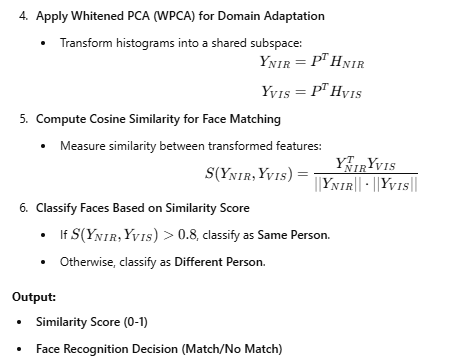 4. Apply Whitened PCA (WPCA) for Domain Adaptation
• Transform histograms into a shared subspace:
Y_{NIR} = P^T H_{NIR}
Y_{VIS} = P^T H_{VIS}
5. Compute Cosine Similarity for Face Matching
• Measure similarity between transformed features:
S(Y_{NIR}, Y_{VIS}) = \frac{Y_{NIR}^T Y_{VIS}}{||Y_{NIR}|| \cdot ||Y_{VIS}||}
6. Classify Faces Based on Similarity Score
• If S(Y_{NIR}, Y_{VIS}) > 0.8, classify as Same Person.
• Otherwise, classify as Different Person.
Output:
• Similarity Score (0-1)
• Face Recognition Decision (Match/No Match)